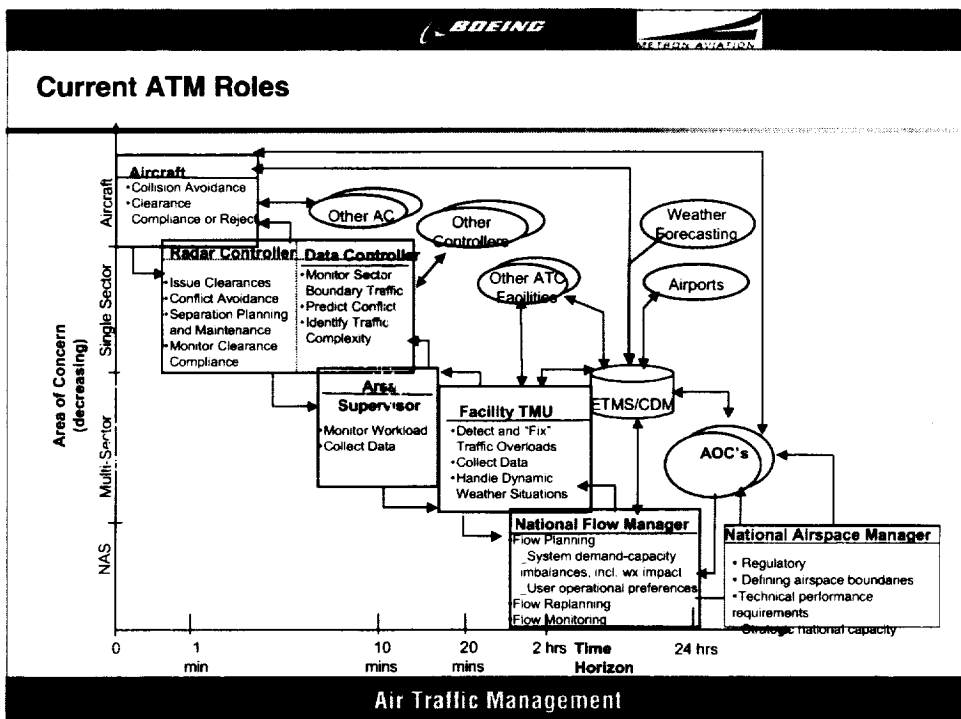 BOEING
METRON AVIATION
Current ATM Roles
Aircraft
•Collision Avoidance
•Clearance
Compliance or Reject
Other AC
Other
Controllers
Weather
Forecasting
Radar Controller
• Issue Clearances
•Conflict Avoidance
•Separation Planning
and Maintenance
•Monitor Clearance
Compliance
Data Controller
•Monitor Sector
Boundary Traffic
•Predict Conflict
•Identify Traffic
Complexity
Other ATC
Facilities
Airports
Area
Supervisor
Monitor Workload
•Collect Data
Facility TMU
•Detect and "Fix"
Traffic Overloads
•Collect Data
•Handle Dynamic
Weather Situations
ETMS/CDM
AOC's
National Flow Manager
Flow Planning
_System demand-capacity
imbalances, incl. wx impact
_User operational preferences
Flow Replanning
Flow Monitoring
National Airspace Manager
• Regulatory
• Defining airspace boundaries
•Technical performance
requirements
•Strategic national capacity
Area of Concern
(decreasing)
Aircraft
Single Sector
Multi-Sector
NAS
0
1
min
10
mins
20
mins
2 hrs
Time
Horizon
24 hrs
Air Traffic Management